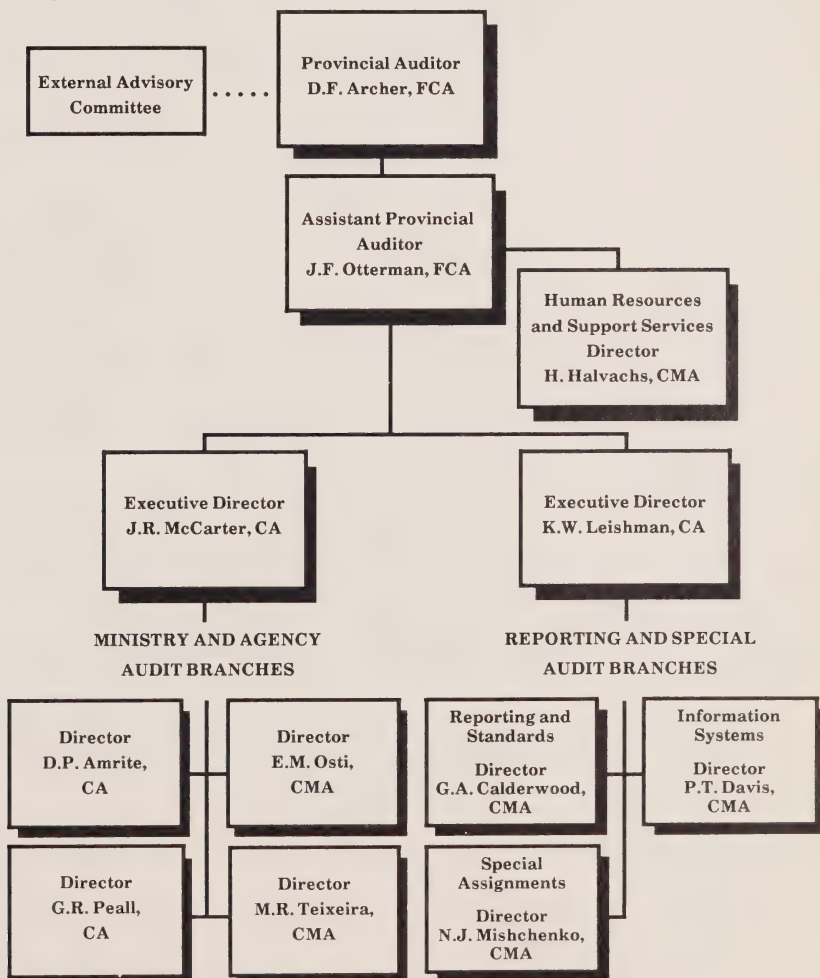 External Advisory
Committee
Provincial Auditor
D.F. Archer, FCA
Assistant Provincial
Auditor
J.F. Otterman, FCA
Human Resources
and Support Services
Director
H. Halvachs, CMA
Executive Director
J.R. McCarter, CA
Executive Director
K.W. Leishman, CA
MINISTRY AND AGENCY
AUDIT BRANCHES
REPORTING AND SPECIAL
AUDIT BRANCHES
Director
D.P. Amrite,
CA
Director
E.M. Osti,
CMA
Reporting and
Standards
Director
G.A. Calderwood,
CMA
Information
Systems
Director
P.T. Davis,
CMA
Director
G.R. Peall,
CA
Director
M.R. Teixeira,
CMA
Special
Assignments
Director
N.J. Mishchenko,
CMA